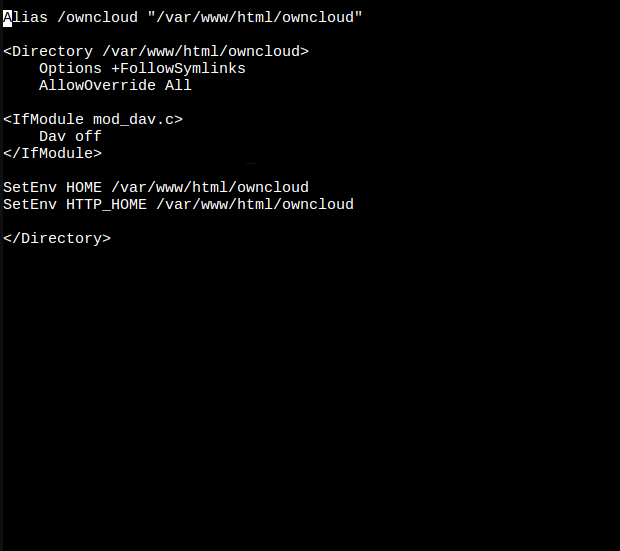 Alias /owncloud "/var/www/html/owncloud"
<Directory /var/www/html/owncloud>
Options +FollowSymlinks
AllowOverride All
<IfModule mod_dav.c>
Dav off
</IfModule>
SetEnv HOME /var/www/html/owncloud
SetEnv HTTP_HOME /var/www/html/owncloud
</Directory>